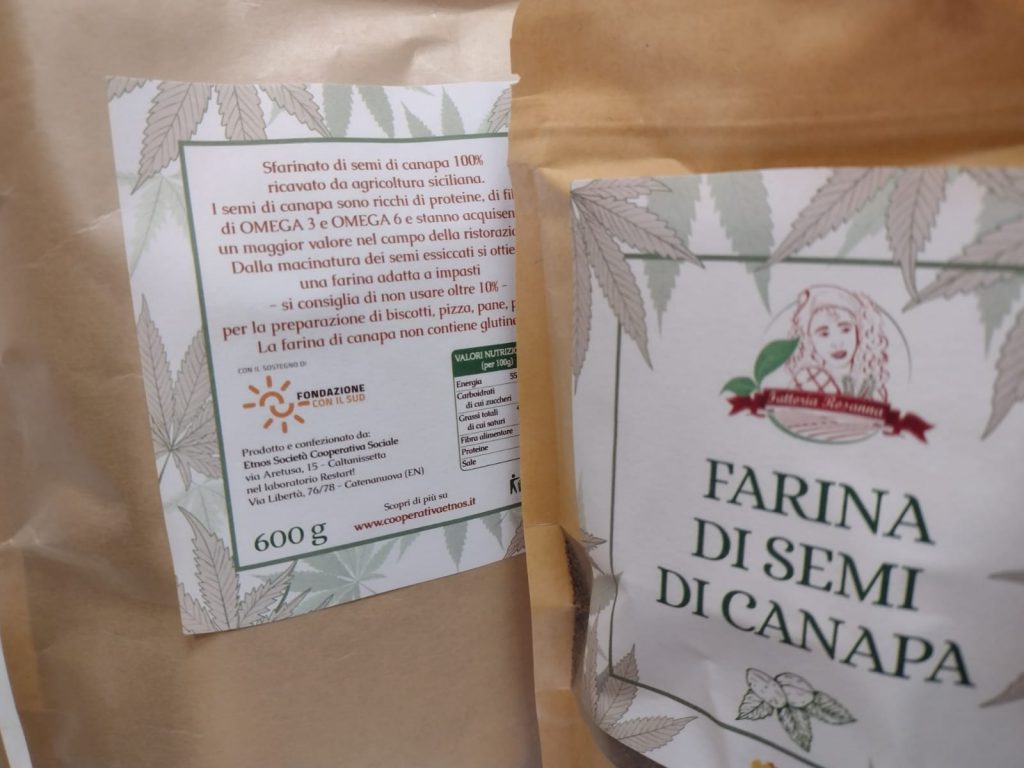 Sfarinato di semi di canapa 100%
ricavato da agricoltura siciliana.
I semi di canapa sono ricchi di proteine, di
di OMEGA 3 e OMEGA 6 e stanno
un maggior valore nel campo della
Dalla macinatura dei semi essiccati si
una farina adatta a impasti
- si consiglia di non usare oltre 10% -
per la preparazione di biscotti, pizza, pane,
La farina di canapa non contiene
CON IL SOSTEGNO DI
FONDAZIONE
CON IL SUD
VALORI
(per 100g)
Energia
Carboidrati
di cui zuccheri
Grassi totali
di cui saturi
Fibra alimentare
Proteine
Sale
Prodotto e confezionato da:
Etnos Società Cooperativa Sociale
via Aretusa, 15 - Caltanissetta
nel laboratorio Restart!
Via Libertà, 76/78 - Catenanuova (EN)
Scopri di più su
www.cooperativaetnos.it
600 g
Fattoria Rosanna
FARINA
DI SEMI
DI CANAPA